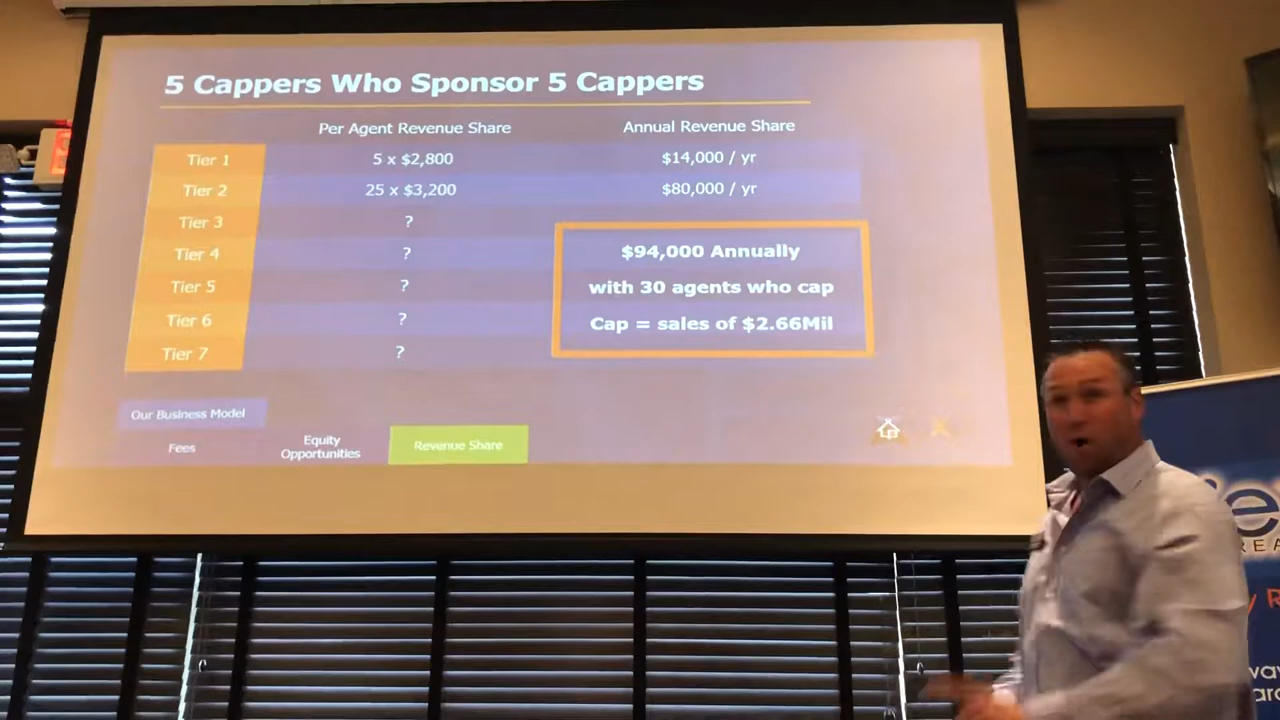 5 Cappers Who Sponsor 5 Cappers
Per Agent Revenue Share Annual Revenue Share
Tier 1 5 x $2,800 $14,000 / yr
Tier 2 25 x $3,200 $80,000 / yr
Tier 3 ?
Tier 4 ?
Tier 5 ?
Tier 6 ?
Tier 7 ?
$94,000 Annually
with 30 agents who cap
Cap = sales of $2.66Mil
Our Business Model
Fees
Equity
Opportunities
Revenue Share